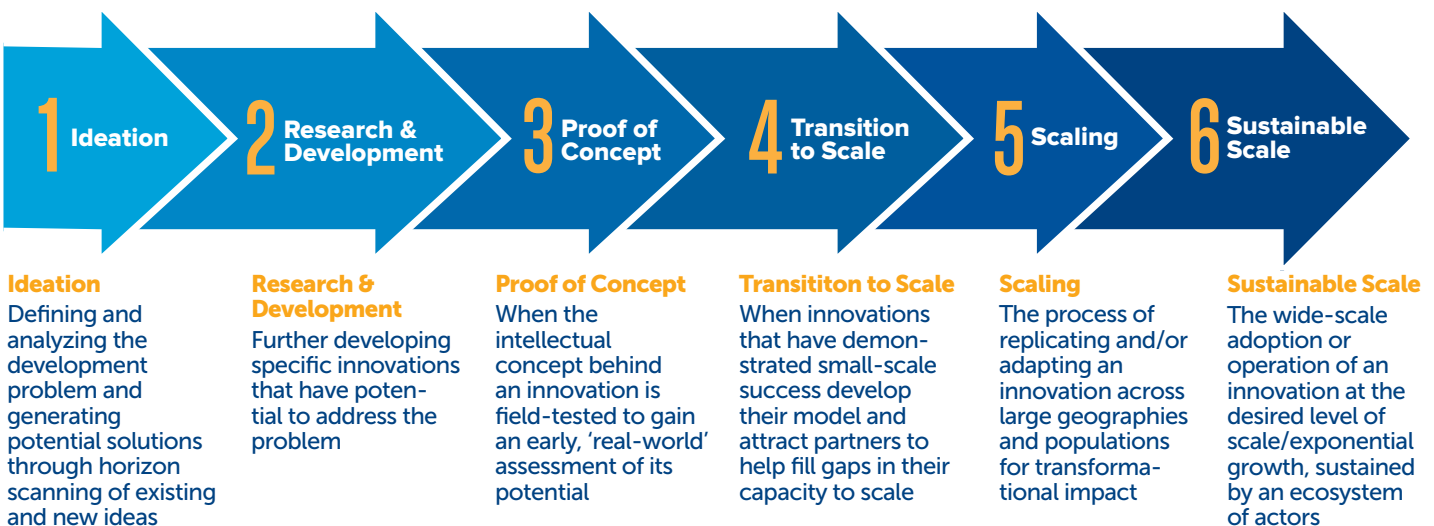 1 Ideation
2 Research &
Development
3 Proof of
Concept
4 Transition
to Scale
5 Scaling
6 Sustainable
Scale
Ideation
Defining and
analyzing the
development
problem and
generating
potential solutions
through horizon
scanning of existing
and new ideas
Research &
Development
Further developing
specific innovations
that have poten-
tial to address the
problem
Proof of Concept
When the
intellectual
concept behind
an innovation is
field-tested to gain
an early, ‘real-world’
assessment of its
potential
Transititon to Scale
When innovations
that have demon-
strated small-scale
success develop
their model and
attract partners to
help fill gaps in their
capacity to scale
Scaling
The process of
replicating and/or
adapting an
innovation across
large geographies
and populations
for transforma-
tional impact
Sustainable Scale
The wide-scale
adoption or
operation of an
innovation at the
desired level of
scale/exponential
growth, sustained
by an ecosystem
of actors